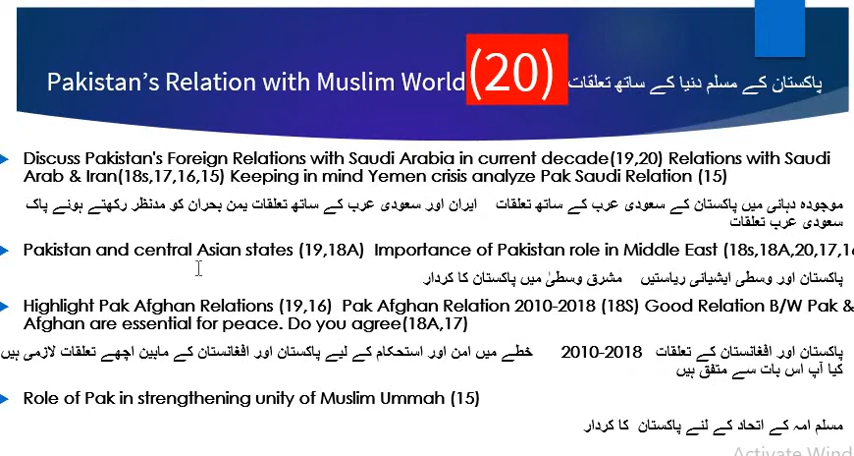 Pakistan's Relation with Muslim World(20) پاکستان کے مسلم دنیا کے ساتھ تعلقات
Discuss Pakistan's Foreign Relations with Saudi Arabia in current decade(19,20) Relations with Saudi
Arab & Iran(18s,17,16,15) Keeping in mind Yemen crisis analyze Pak Saudi Relation (15)
موجودہ دہائی میں پاکستان کے سعودی عرب کے ساتھ تعلقات ایران اور سعودی عرب کے ساتھ تعلقات یمن بحران کو مدنظر رکھتے ہوئے پاک
سعودی عرب تعلقات
Pakistan and central Asian states (19,18A) Importance of Pakistan role in Middle East (18s,18A,20,17,16
پاکستان اور وسطی ایشیائی ریاستیں مشرق وسطیٰ میں پاکستان کا کردار
Highlight Pak Afghan Relations (19,16) Pak Afghan Relation 2010-2018 (18S) Good Relation B/W Pak &
Afghan are essential for peace. Do you agree(18A,17)
پاکستان اور افغانستان کے تعلقات 2010-2018 خطے میں امن اور استحکام کے لیے پاکستان اور افغانستان کے مابین اچھے تعلقات لازمی ہیں
کیا آپ اس بات سے متفق ہیں
Role of Pak in strengthening unity of Muslim Ummah (15)
مسلم امہ کے اتحاد کے لئے پاکستان کا کردار
Activate Wind